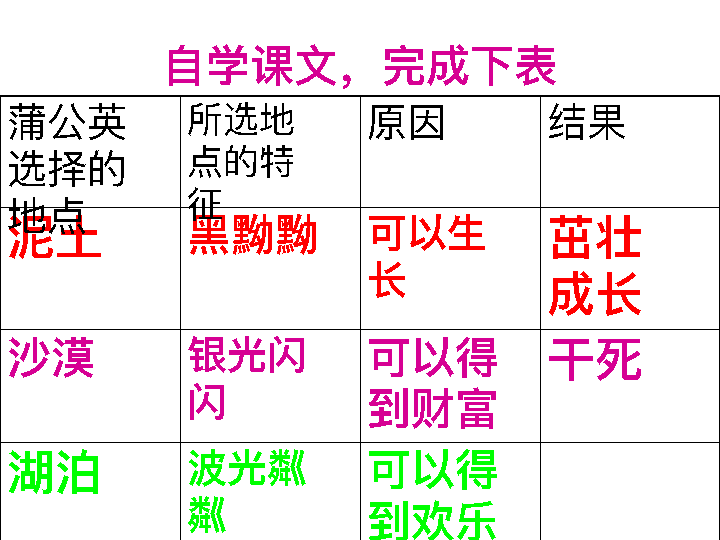 自学课文，完成下表
蒲公英
选择的
地点
所选地
点的特
征
原因
结果
泥土
黑黝黝
可以生
长
茁壮
成长
沙漠
银光闪
闪
可以得
到财富
干死
湖泊
波光粼
粼
可以得
到欢乐